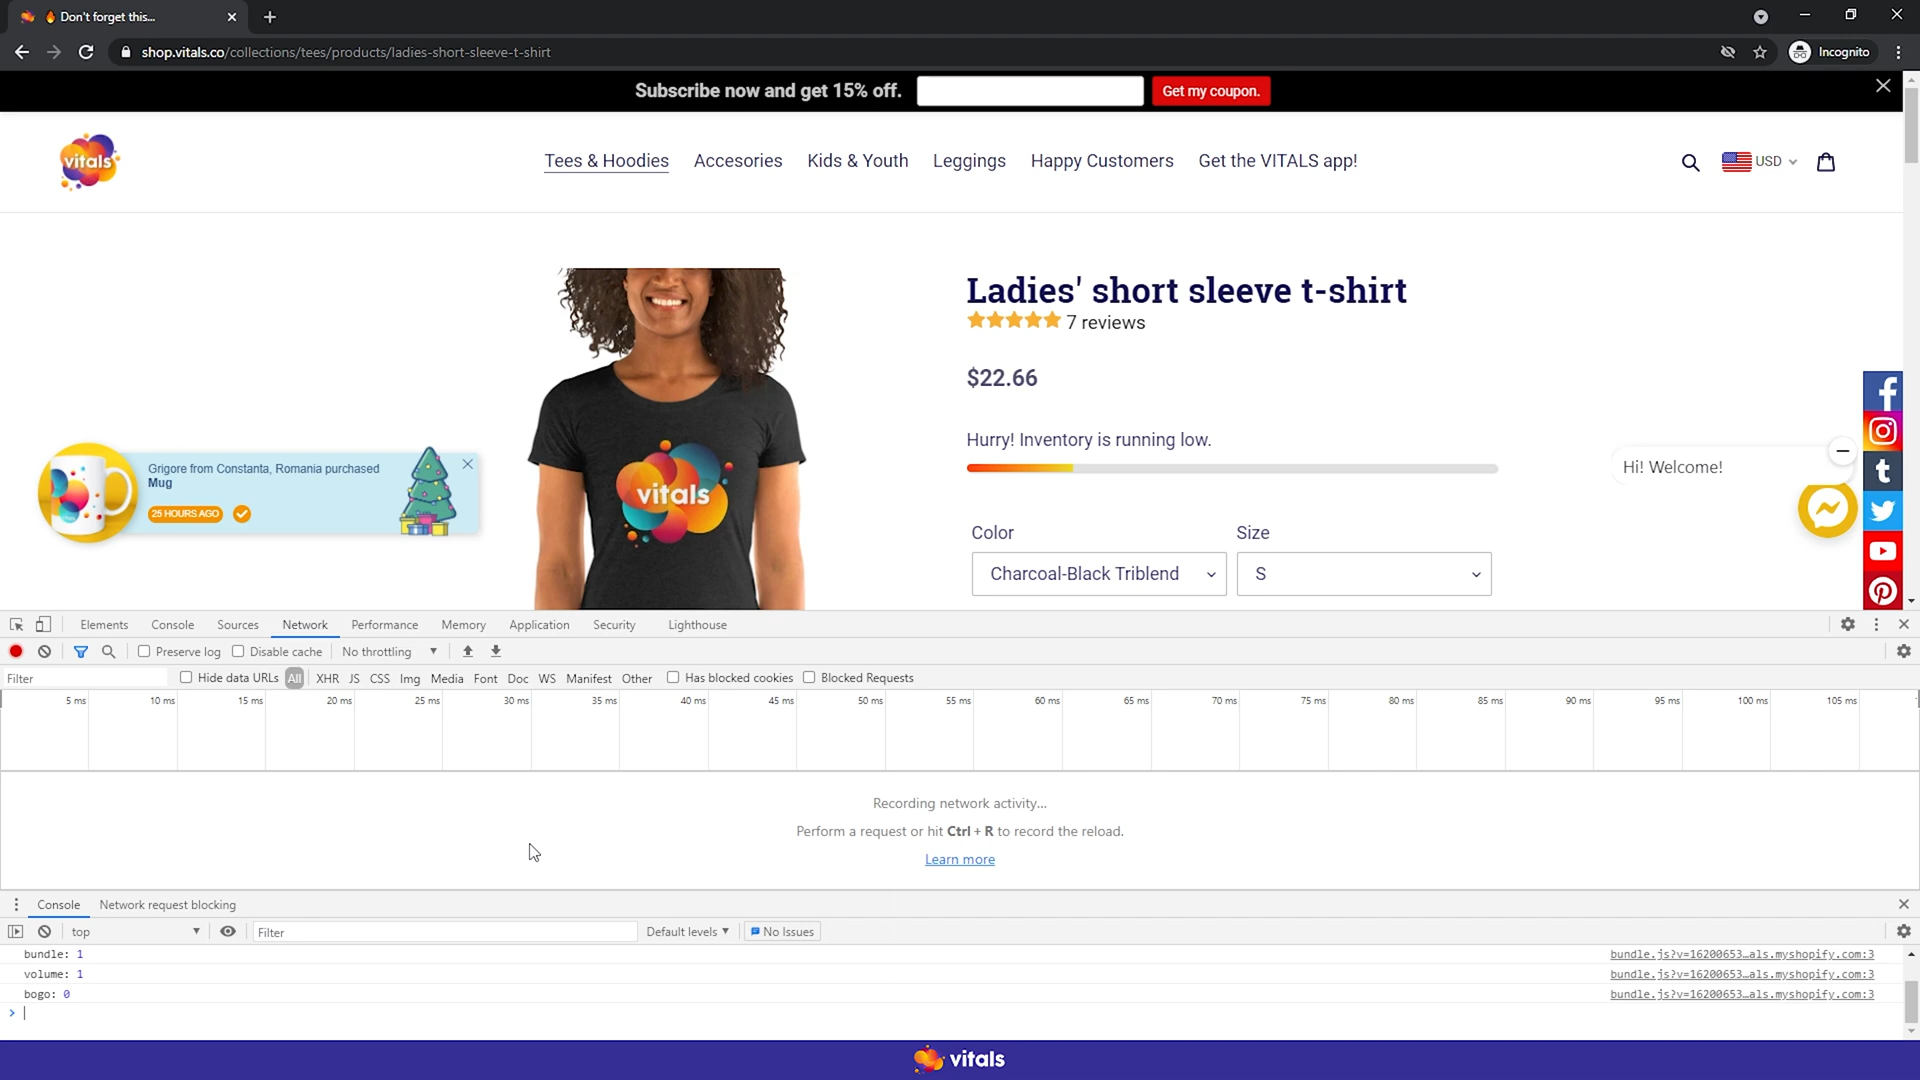 🔥 Don't forget this...
shop.vitals.co/collections/tees/products/ladies-short-sleeve-t-shirt
Incognito
Subscribe now and get 15% off.
Get my coupon.
vitals
Tees & Hoodies
Accesories
Kids & Youth
Leggings
Happy Customers
Get the VITALS app!
USD
Ladies' short sleeve t-shirt
7 reviews
$22.66
Hurry! Inventory is running low.
vitals
Grigore from Constanta, Romania purchased
Mug
25 HOURS AGO
Hi! Welcome!
Color
Size
Charcoal-Black Triblend
S
Elements
Console
Sources
Network
Performance
Memory
Application
Security
Lighthouse
Preserve log
Disable cache
No throttling
Filter
Hide data URLs
All
XHR
JS
CSS
Img
Media
Font
Doc
WS
Manifest
Other
Has blocked cookies
Blocked Requests
5 ms
10 ms
15 ms
20 ms
25 ms
30 ms
35 ms
40 ms
45 ms
50 ms
55 ms
60 ms
65 ms
70 ms
75 ms
80 ms
85 ms
90 ms
95 ms
100 ms
105 ms
Recording network activity...
Perform a request or hit Ctrl + R to record the reload.
Learn more
Console
Network request blocking
top
Filter
Default levels
No Issues
bundle: 1
bundle.js?v=16200653…als.myshopify.com:3
volume: 1
bundle.js?v=16200653…als.myshopify.com:3
bogo: 0
bundle.js?v=16200653…als.myshopify.com:3
vitals